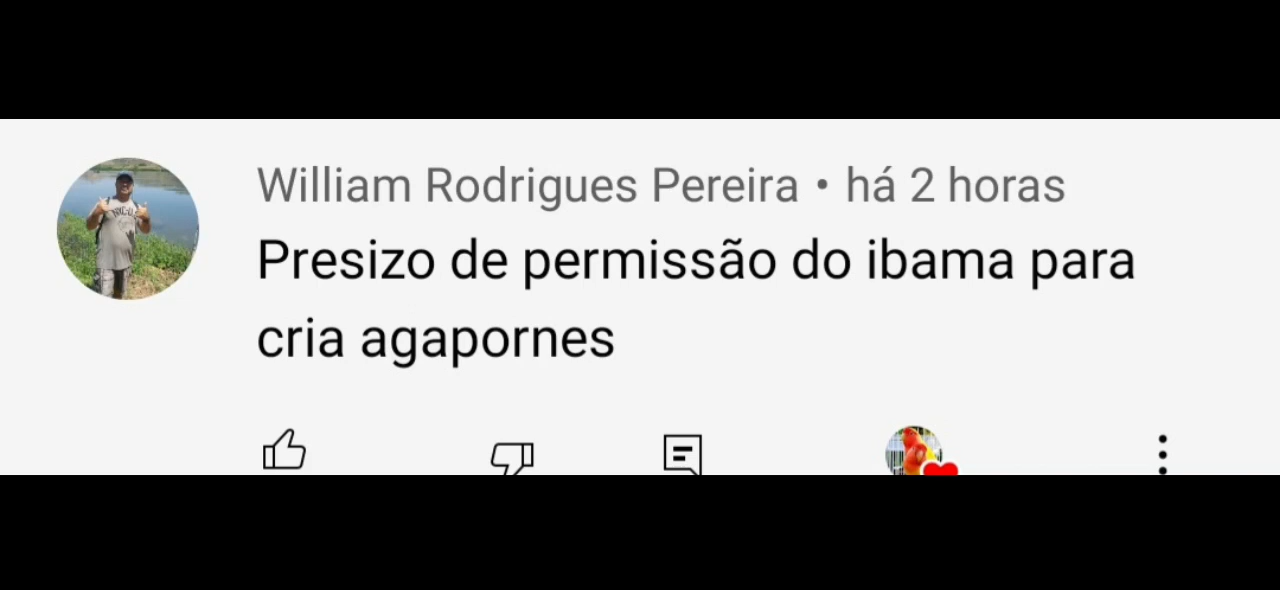 William Rodrigues Pereira • há 2 horas
Presizo de permissão do ibama para
cria agapornes